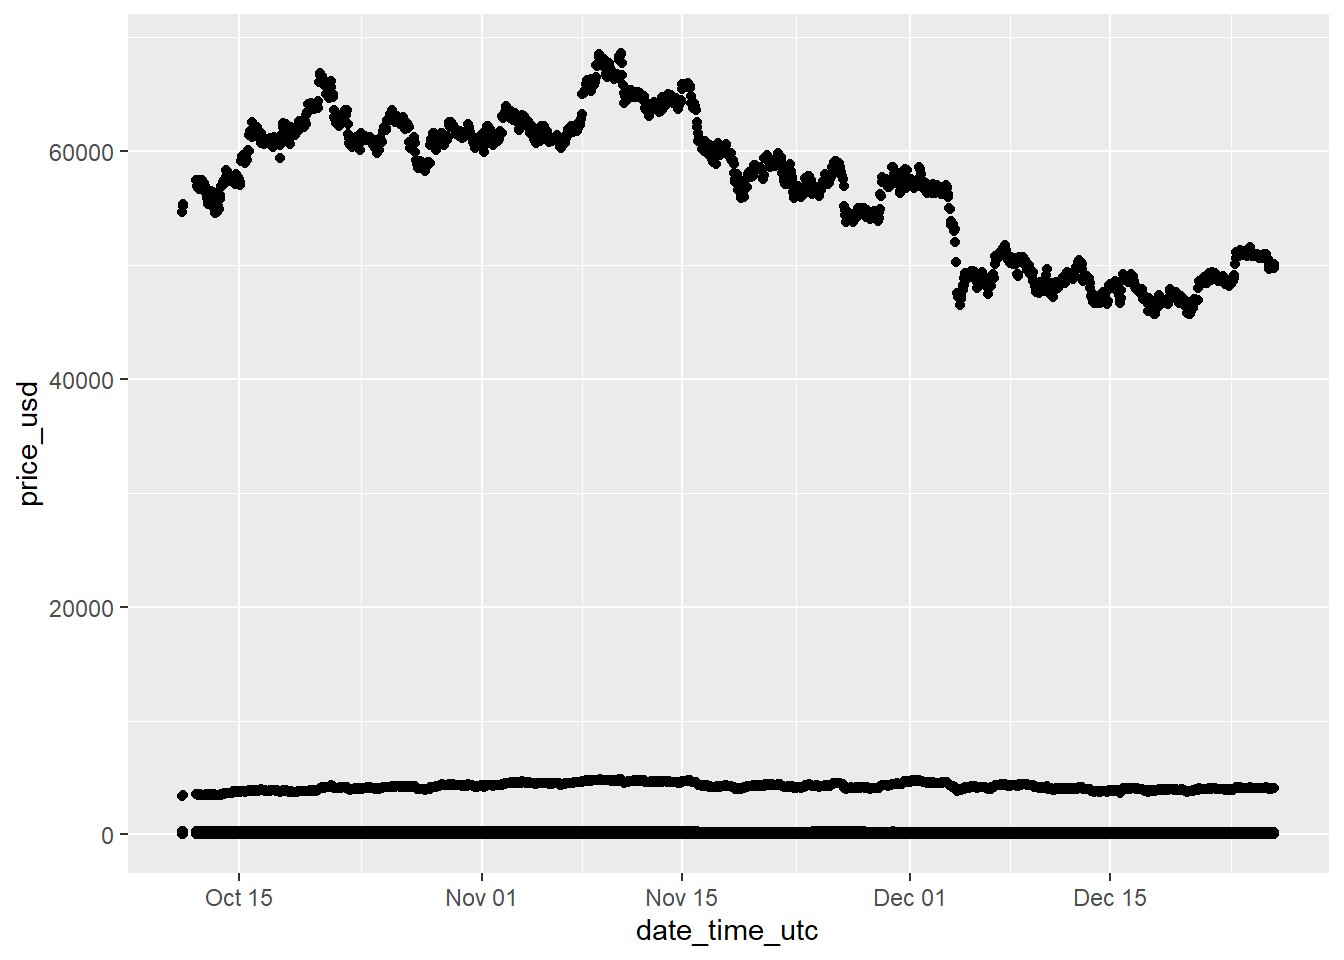 60000
40000
20000
0
price_usd
Oct 15
Nov 01
Nov 15
Dec 01
Dec 15
date_time_utc